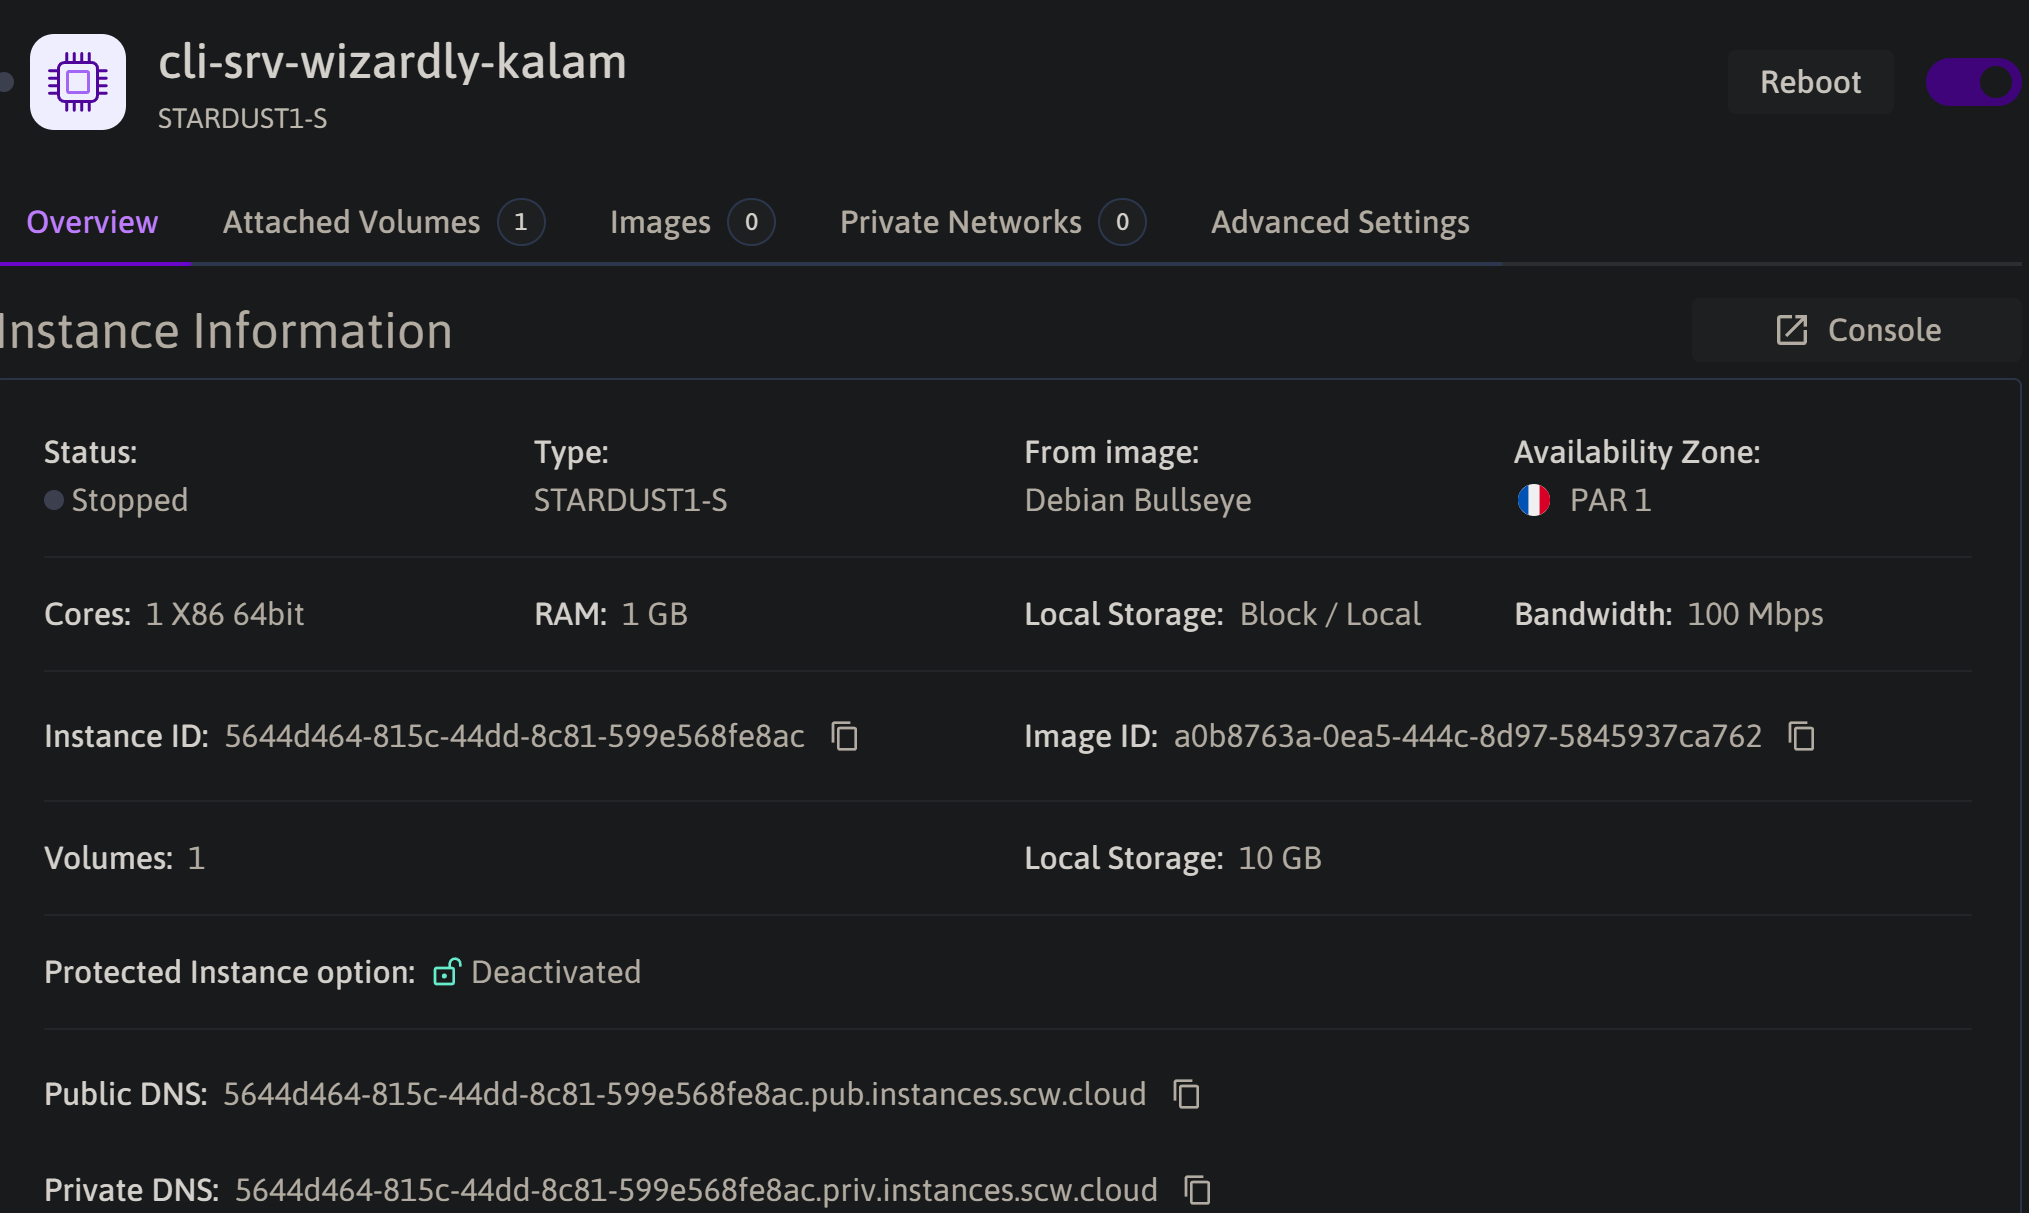 cli-srv-wizardly-kalam
STARDUST1-S
Reboot
Overview Attached Volumes 1 Images 0 Private Networks 0 Advanced Settings
Instance Information
Console
Status: Type: From image: Availability Zone:
Stopped STARDUST1-S Debian Bullseye PAR 1
Cores: 1 X86 64bit RAM: 1 GB Local Storage: Block / Local Bandwidth: 100 Mbps
Instance ID: 5644d464-815c-44dd-8c81-599e568fe8ac Image ID: a0b8763a-0ea5-444c-8d97-5845937ca762
Volumes: 1 Local Storage: 10 GB
Protected Instance option: Deactivated
Public DNS: 5644d464-815c-44dd-8c81-599e568fe8ac.pub.instances.scw.cloud
Private DNS: 5644d464-815c-44dd-8c81-599e568fe8ac.priv.instances.scw.cloud